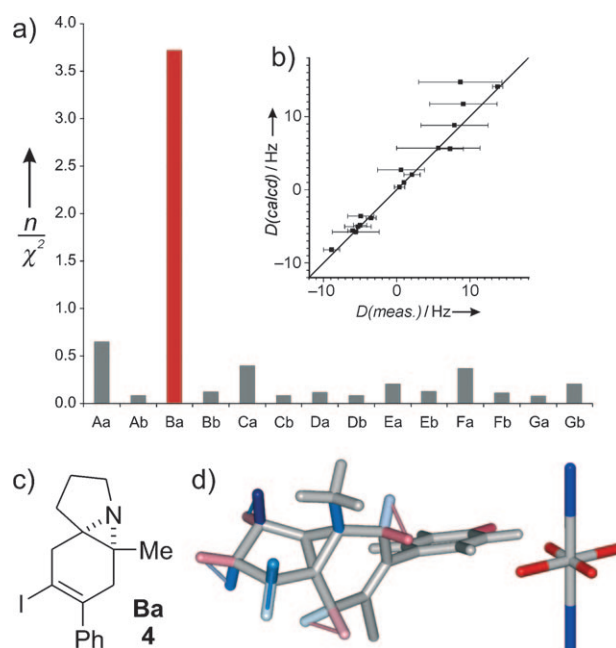 a)
4.0
3.5
3.0
2.5
2.0
1.5
1.0
0.5
0.0
n
χ²
Aa Ab Ba Bb Ca Cb Da Db Ea Eb Fa Fb Ga Gb
b)
10
0
–10
D(calcd) / Hz
–10 0 10
D(meas.) / Hz
c)
N
Me
I
Ph
Ba
4
d)